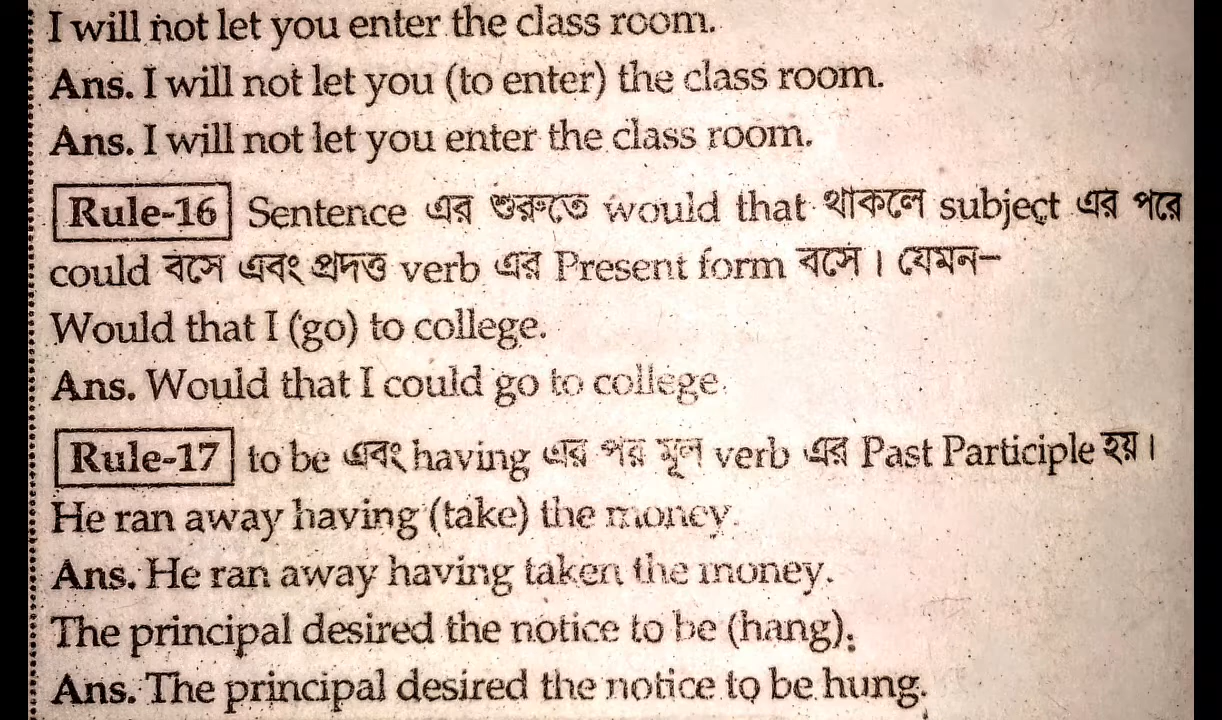 I will not let you enter the class room.
Ans. I will not let you (to enter) the class room.
Ans. I will not let you enter the class room.
Rule-16 Sentence এর শুরুতে would that থাকলে subject এর পরে
could বসে এবং প্রদত্ত verb এর Present form বসে। যেমন–
Would that I (go) to college.
Ans. Would that I could go to college.
Rule-17 to be এবং having এর পর মূল verb এর Past Participle হয়।
He ran away having (take) the money.
Ans. He ran away having taken the money.
The principal desired the notice to be (hang).
Ans. The principal desired the notice to be hung.